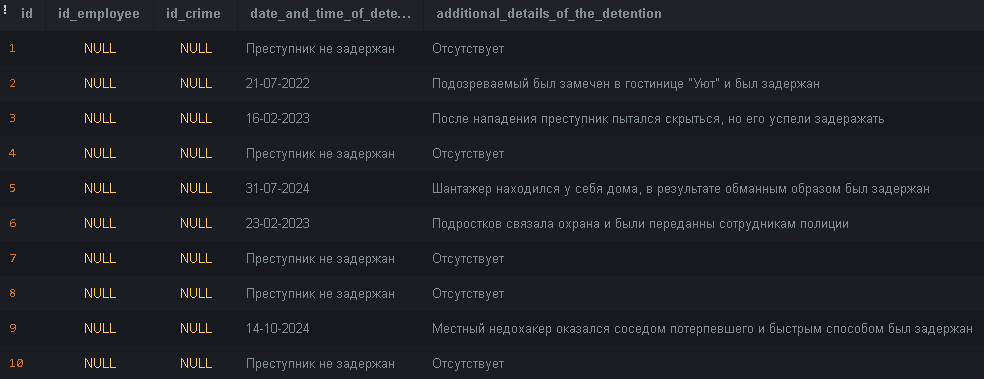 id id_employee id_crime date_and_time_of_dete... additional_details_of_the_detention
1 NULL NULL Преступник не задержан Отсутствует
2 NULL NULL 21-07-2022 Подозреваемый был замечен в гостинице "Уют" и был задержан
3 NULL NULL 16-02-2023 После нападения преступник пытался скрыться, но его успели задеражать
4 NULL NULL Преступник не задержан Отсутствует
5 NULL NULL 31-07-2024 Шантажер находился у себя дома, в результате обманным образом был задержан
6 NULL NULL 23-02-2023 Подростков связала охрана и были переданны сотрудникам полиции
7 NULL NULL Преступник не задержан Отсутствует
8 NULL NULL Преступник не задержан Отсутствует
9 NULL NULL 14-10-2024 Местный недохакер оказался соседом потерпевшего и быстрым способом был задержан
10 NULL NULL Преступник не задержан Отсутствует